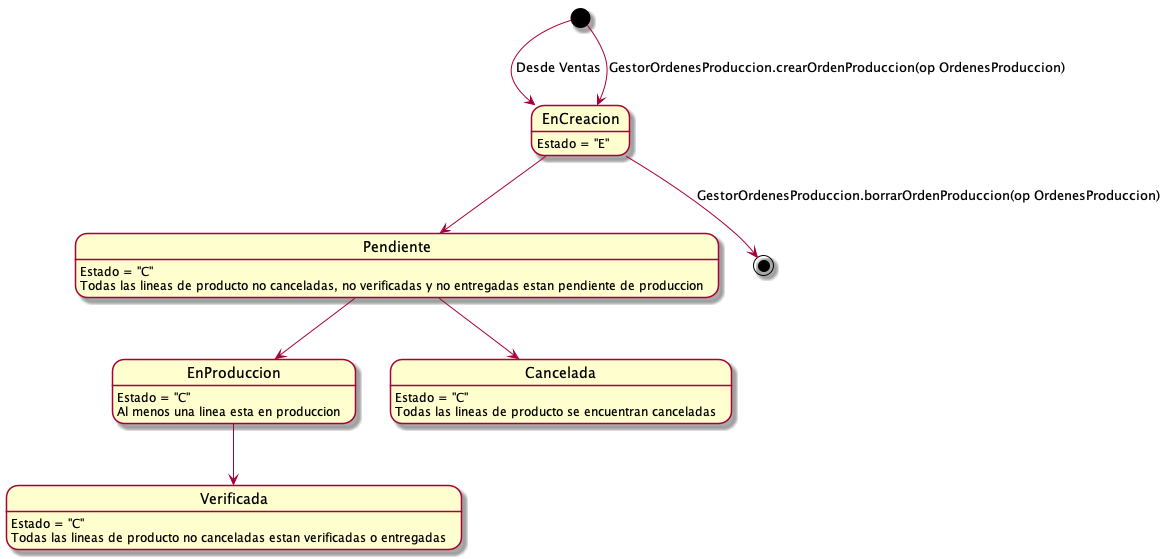 Desde Ventas
GestorOrdenesProduccion.crearOrdenProduccion(op OrdenesProduccion)
EnCreacion
Estado = "E"
GestorOrdenesProduccion.borrarOrdenProduccion(op OrdenesProduccion)
Pendiente
Estado = "C"
Todas las lineas de producto no canceladas, no verificadas y no entregadas estan pendiente de produccion
EnProduccion
Estado = "C"
Al menos una linea esta en produccion
Cancelada
Estado = "C"
Todas las lineas de producto se encuentran canceladas
Verificada
Estado = "C"
Todas las lineas de producto no canceladas estan verificadas o entregadas